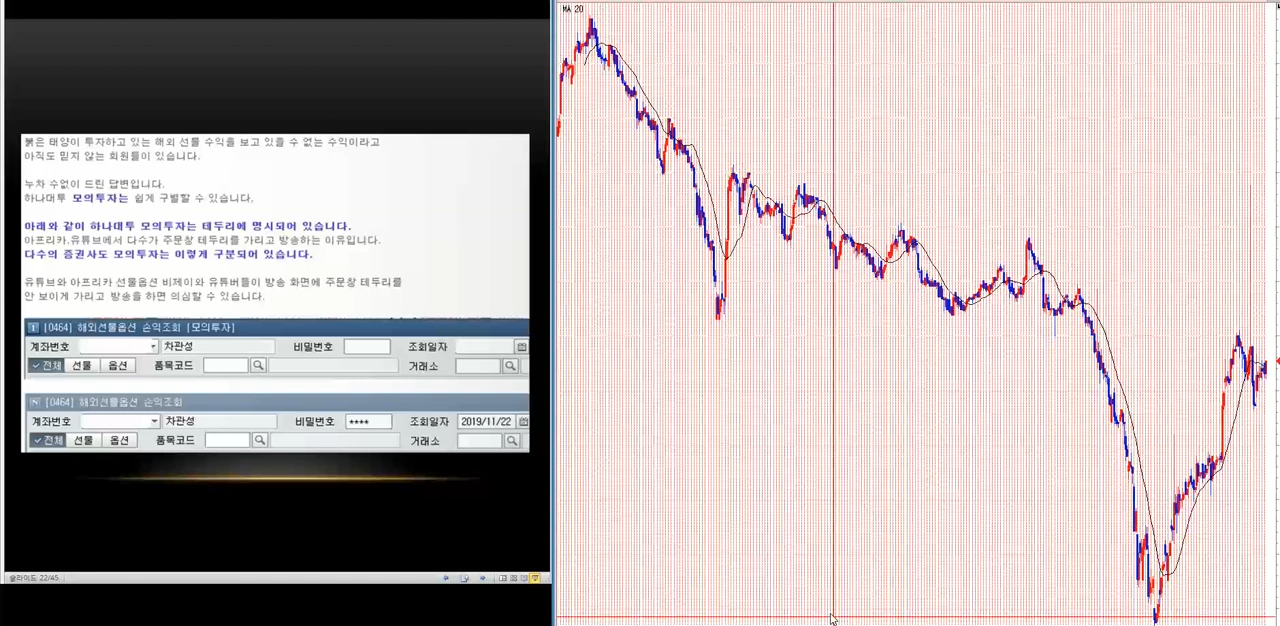 붉은 태양이 투자하고 있는 해외 선물 수익을 보고 있을 수 없는 수익이라고
아직도 믿지 않는 회원들이 있습니다.
누차 수없이 드린 답변입니다.
하나대투 모의투자는 쉽게 구별할 수 있습니다.
아래와 같이 하나대투 모의투자는 테두리에 명시되어 있습니다.
아프리카,유튜브에서 다수가 주문창 테두리를 가리고 방송하는 이유입니다.
다수의 증권사도 모의투자는 이렇게 구분되어 있습니다.
유튜브와 아프리카 선물옵션 비제이와 유튜버들이 방송 화면에 주문창 테두리를
안 보이게 가리고 방송을 하면 의심할 수 있습니다.
[0464] 해외선물옵션 손익조회 [모의투자]
계좌번호 차관성 비밀번호 조회일자
전체 선물 옵션 품목코드 거래소
[0464] 해외선물옵션 손익조회
계좌번호 차관성 비밀번호 **** 조회일자 2019/11/22
전체 선물 옵션 품목코드 거래소
슬라이드 22/45
MA 20